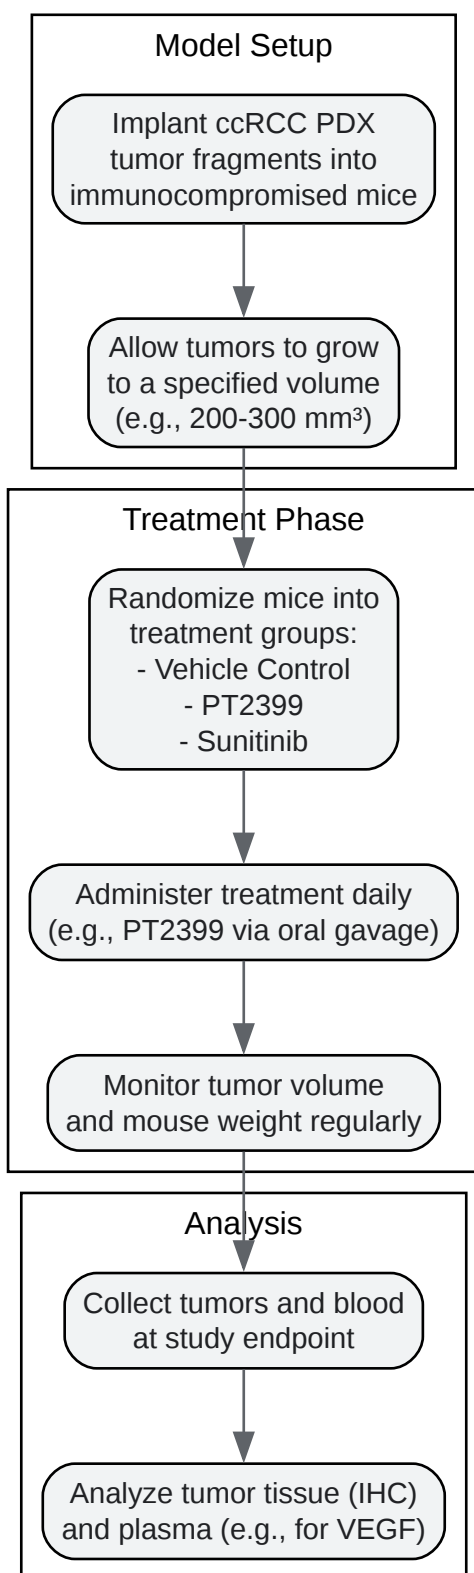 Model Setup
Implant ccRCC PDX
tumor fragments into
immunocompromised mice
Allow tumors to grow
to a specified volume
(e.g., 200-300 mm³)
Treatment Phase
Randomize mice into
treatment groups:
- Vehicle Control
- PT2399
- Sunitinib
Administer treatment daily
(e.g., PT2399 via oral gavage)
Monitor tumor volume
and mouse weight regularly
Analysis
Collect tumors and blood
at study endpoint
Analyze tumor tissue (IHC)
and plasma (e.g., for VEGF)